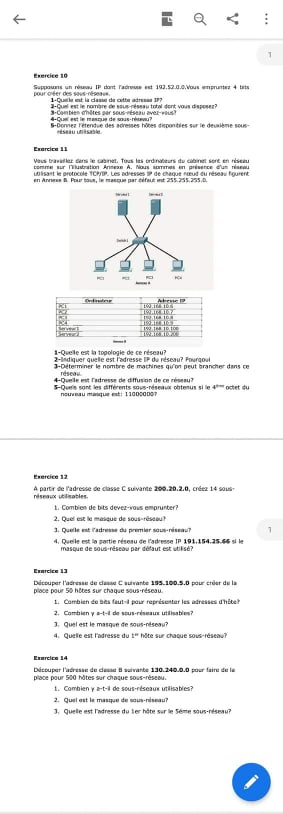 1
Exercice 10
Supposons un réseau IP dont l'adresse est 192.52.0.0.Vous empruntez 4 bits
pour créer des sous-réseaux.
1-Quelle est la classe de cette adresse IP?
2-Quel est le nombre de sous-réseau total dont vous disposez?
3-Combien d'hôtes par sous-réseau avez-vous?
4-Quel est le masque de sous-réseau?
5-Donnez l'étendue des adresses hôtes disponibles sur le deuxième sous-
réseau utilisable.
Exercice 11
Vous travaillez dans le cabinet. Tous les ordinateurs du cabinet sont en réseau
comme sur l'illustration Annexe A. Nous sommes en présence d'un réseau
utilisant le protocole TCP/IP. Les adresses IP de chaque nœud du réseau figurent
en Annexe B. Pour tous, le masque par défaut est 255.255.255.0.
Serveur1 Serveur2
Switch1
PC1 PC2 PC3 PC4
Annexe A
Ordinateur Adresse IP
PC1 192.168.10.6
PC2 192.168.10.7
PC3 192.168.10.8
PC4 192.168.10.9
Serveur1 192.168.10.100
Serveur2 192.168.10.200
Annexe B
1-Quelle est la topologie de ce réseau?
2-Indiquer quelle est l'adresse IP du réseau? Pourquoi
3-Déterminer le nombre de machines qu'on peut brancher dans ce
réseau.
4-Quelle est l'adresse de diffusion de ce réseau?
5-Quels sont les différents sous-réseaux obtenus si le 4ème octet du
nouveau masque est: 11000000?
Exercice 12
A partir de l'adresse de classe C suivante 200.20.2.0, créez 14 sous-
réseaux utilisables.
1. Combien de bits devez-vous emprunter?
2. Quel est le masque de sous-réseau?
3. Quelle est l'adresse du premier sous-réseau?
1
4. Quelle est la partie réseau de l'adresse IP 191.154.25.66 si le
masque de sous-réseau par défaut est utilisé?
Exercice 13
Découper l'adresse de classe C suivante 195.100.5.0 pour créer de la
place pour 50 hôtes sur chaque sous-réseau.
1. Combien de bits faut-il pour représenter les adresses d'hôte?
2. Combien y a-t-il de sous-réseaux utilisables?
3. Quel est le masque de sous-réseau?
4. Quelle est l'adresse du 1er hôte sur chaque sous-réseau?
Exercice 14
Découper l'adresse de classe B suivante 130.240.0.0 pour faire de la
place pour 500 hôtes sur chaque sous-réseau.
1. Combien y a-t-il de sous-réseaux utilisables?
2. Quel est le masque de sous-réseau?
3. Quelle est l'adresse du 1er hôte sur le 5ème sous-réseau?